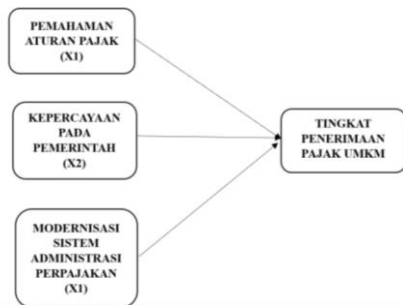 PEMAHAMAN
ATURAN PAJAK
(X1)
KEPERCAYAAN
PADA
PEMERINTAH
(X2)
MODERNISASI
SISTEM
ADMINISTRASI
PERPAJAKAN
(X1)
TINGKAT
PENERIMAAN
PAJAK UMKM